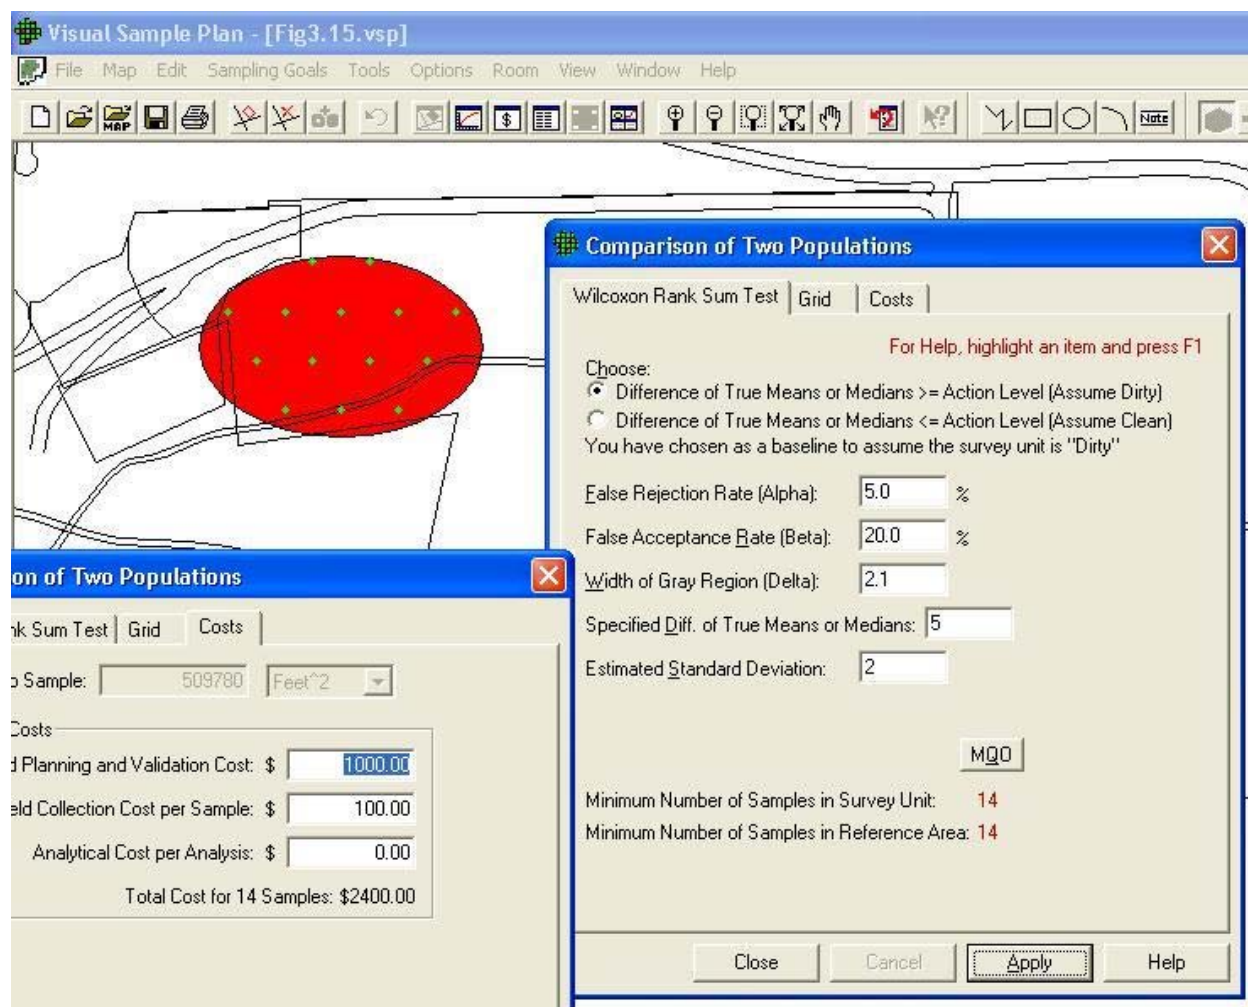 Visual Sample Plan - [Fig3.15.vsp]
File Map Edit Sampling Goals Tools Options Room View Window Help
MAP $ Note
Comparison of Two Populations
Wilcoxon Rank Sum Test Grid Costs
For Help, highlight an item and press F1
Choose:
Difference of True Means or Medians >= Action Level (Assume Dirty)
Difference of True Means or Medians <= Action Level (Assume Clean)
You have chosen as a baseline to assume the survey unit is "Dirty"
False Rejection Rate (Alpha): 5.0 %
False Acceptance Rate (Beta): 20.0 %
Width of Gray Region (Delta): 2.1
Specified Diff. of True Means or Medians: 5
Estimated Standard Deviation: 2
MQO
Minimum Number of Samples in Survey Unit: 14
Minimum Number of Samples in Reference Area: 14
Close Cancel Apply Help
on of Two Populations
nk Sum Test Grid Costs
o Sample: 509780 Feet^2
Costs
d Planning and Validation Cost: $ 1000.00
eld Collection Cost per Sample: $ 100.00
Analytical Cost per Analysis: $ 0.00
Total Cost for 14 Samples: $2400.00